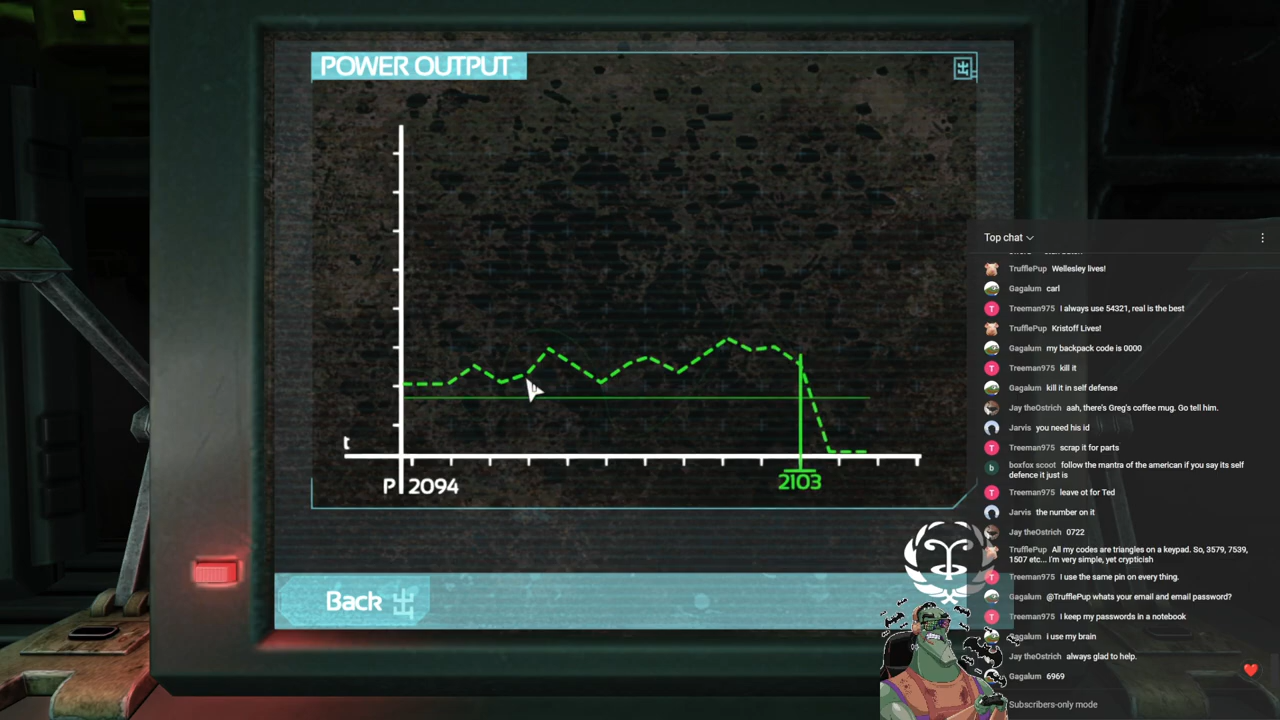 POWER OUTPUT
t
P 2094
2103
Back
Top chat
TrufflePup Wellesley lives!
Gagalum carl
Treeman975 I always use 54321, real is the best
TrufflePup Kristoff Lives!
Gagalum my backpack code is 0000
Treeman975 kill it
Gagalum kill it in self defense
Jay theOstrich aah, there's Greg's coffee mug. Go tell him.
Jarvis you need his id
Treeman975 scrap it for parts
boxfox scoot follow the mantra of the american if you say its self
defence it just is
Treeman975 leave ot for Ted
Jarvis the number on it
Jay theOstrich 0722
TrufflePup All my codes are triangles on a keypad. So, 3579, 7539,
1507 etc... I'm very simple, yet crypticish
Treeman975 I use the same pin on every thing.
Gagalum @TrufflePup whats your email and email password?
Treeman975 I keep my passwords in a notebook
Gagalum i use my brain
Jay theOstrich always glad to help.
Gagalum 6969
Subscribers-only mode